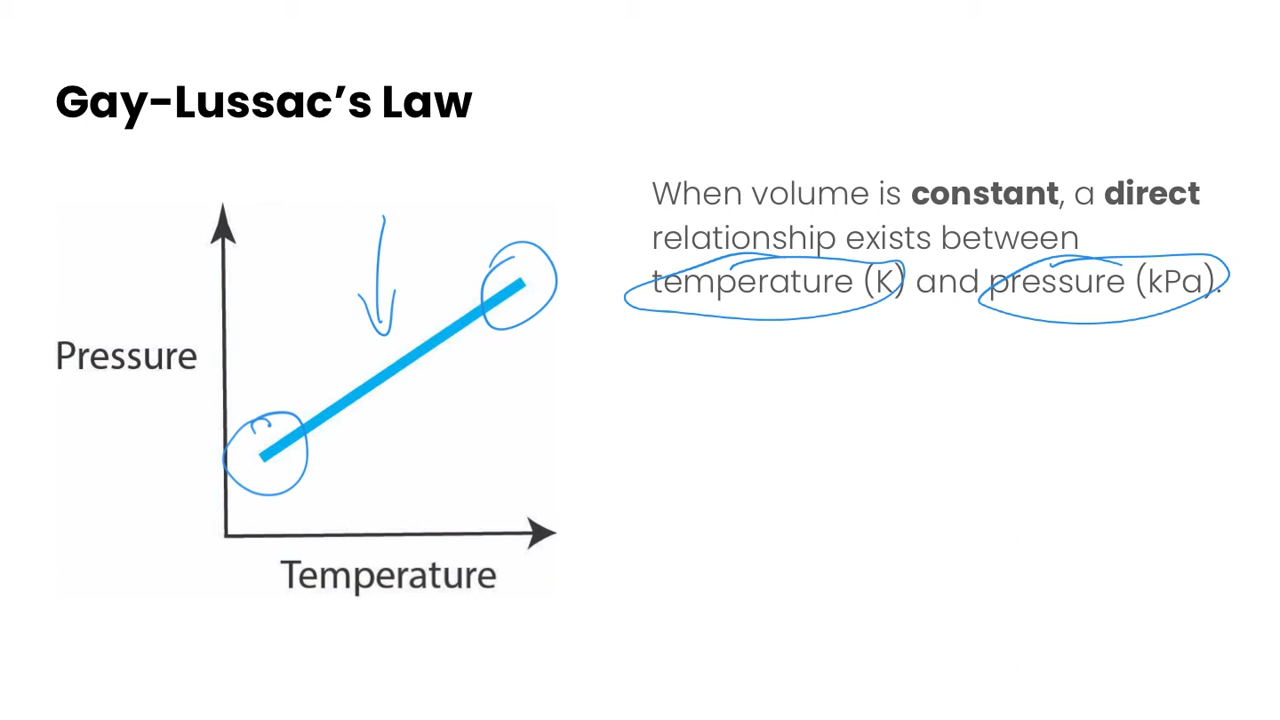 Gay-Lussac’s Law
When volume is constant, a direct
relationship exists between
temperature (K) and pressure (kPa).
Pressure
Temperature